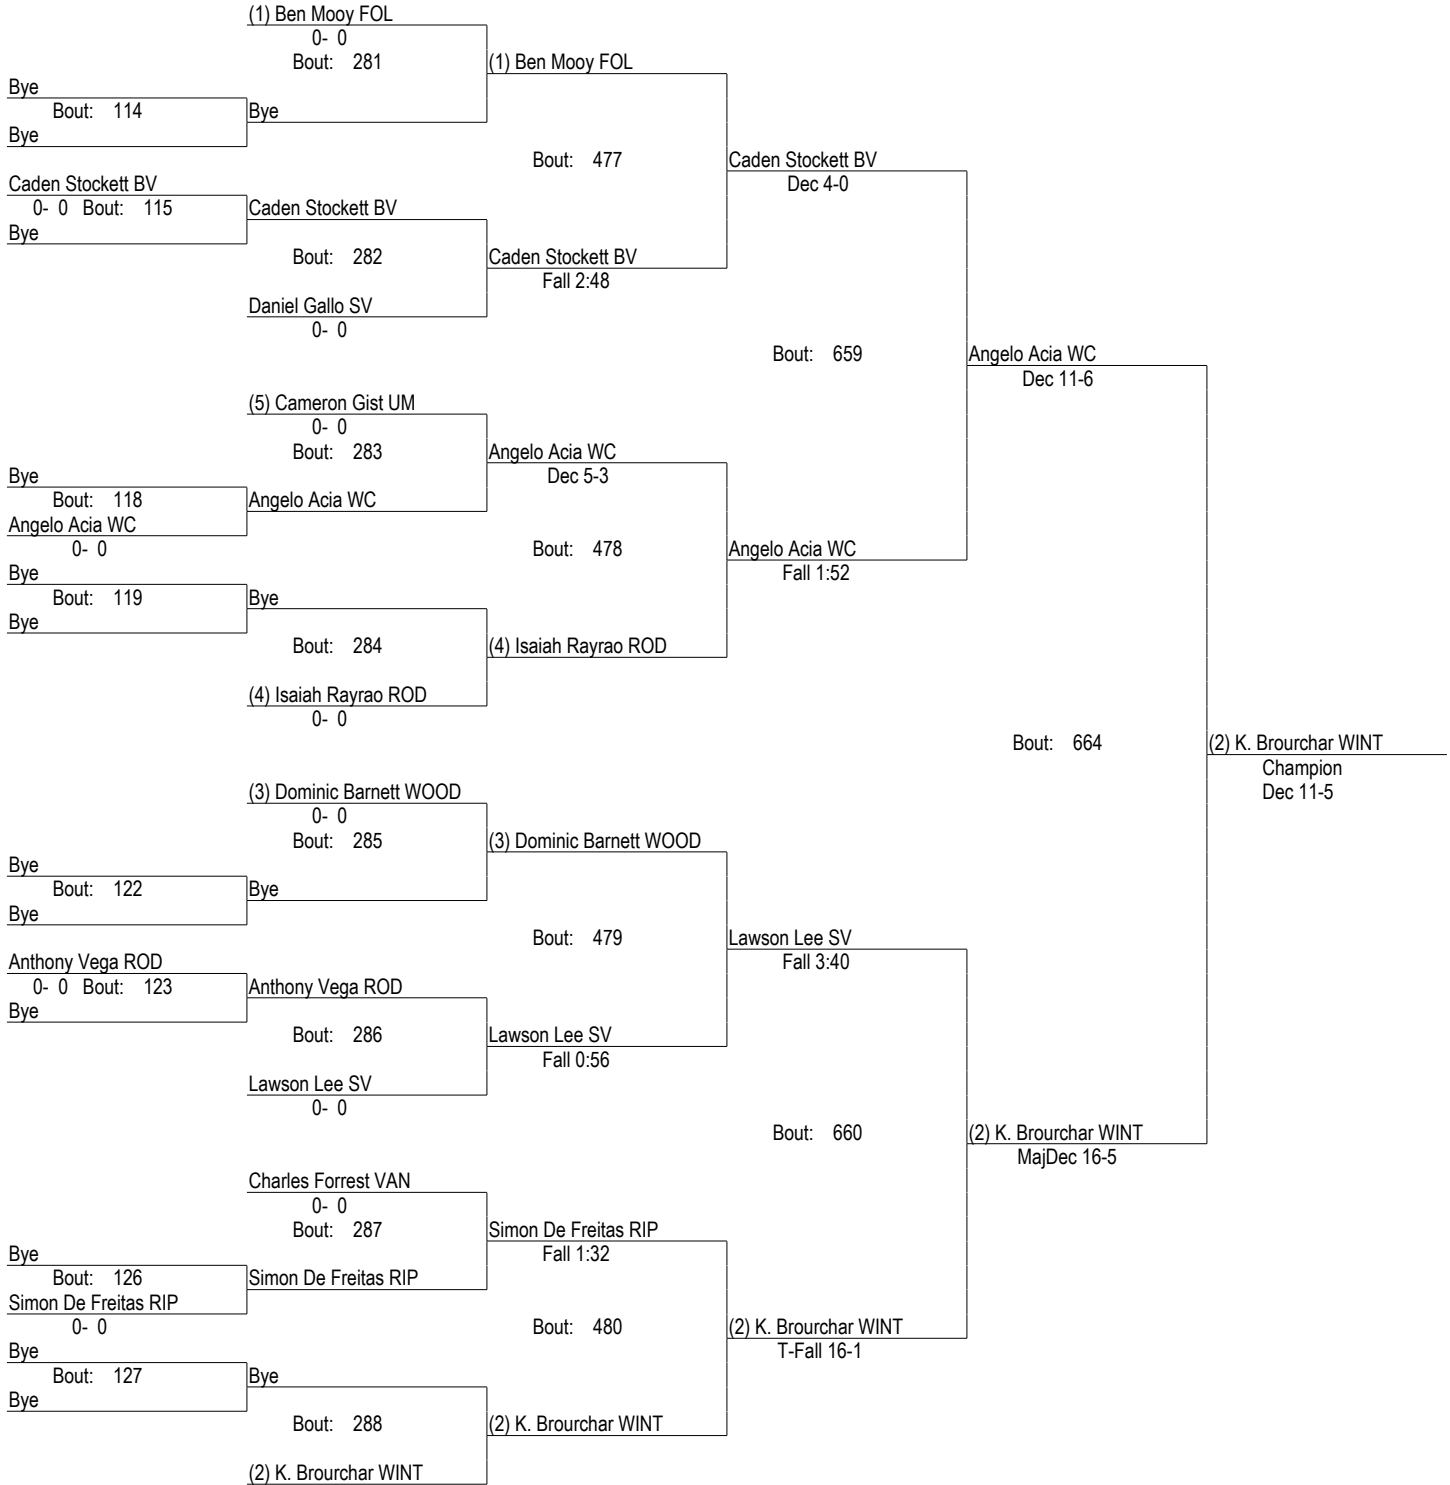 (1) Ben Mooy FOL
0- 0
Bout: 281
(1) Ben Mooy FOL
Bye
Bout: 114
Bye
Bye
Bout: 477
Caden Stockett BV
Dec 4-0
Caden Stockett BV
0- 0 Bout: 115
Caden Stockett BV
Bye
Bout: 282
Caden Stockett BV
Fall 2:48
Daniel Gallo SV
0- 0
Bout: 659
Angelo Acia WC
Dec 11-6
(5) Cameron Gist UM
0- 0
Bout: 283
Angelo Acia WC
Dec 5-3
Bye
Bout: 118
Angelo Acia WC
Angelo Acia WC
0- 0
Bout: 478
Angelo Acia WC
Fall 1:52
Bye
Bout: 119
Bye
Bye
Bout: 284
(4) Isaiah Rayrao ROD
(4) Isaiah Rayrao ROD
0- 0
Bout: 664
(2) K. Brourchar WINT
Champion
Dec 11-5
(3) Dominic Barnett WOOD
0- 0
Bout: 285
(3) Dominic Barnett WOOD
Bye
Bout: 122
Bye
Bye
Bout: 479
Lawson Lee SV
Fall 3:40
Anthony Vega ROD
0- 0 Bout: 123
Anthony Vega ROD
Bye
Bout: 286
Lawson Lee SV
Fall 0:56
Lawson Lee SV
0- 0
Bout: 660
(2) K. Brourchar WINT
MajDec 16-5
Charles Forrest VAN
0- 0
Bout: 287
Simon De Freitas RIP
Fall 1:32
Bye
Bout: 126
Simon De Freitas RIP
Simon De Freitas RIP
0- 0
Bout: 480
(2) K. Brourchar WINT
T-Fall 16-1
Bye
Bout: 127
Bye
Bye
Bout: 288
(2) K. Brourchar WINT
(2) K. Brourchar WINT